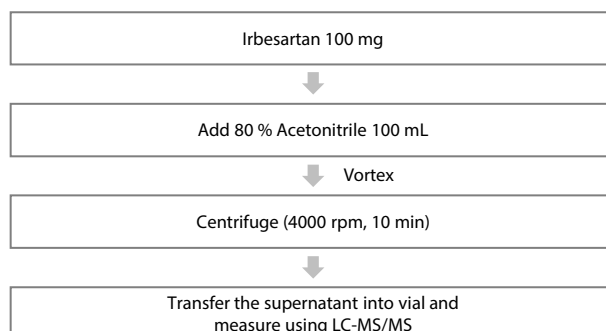 Irbesartan 100 mg
Add 80 % Acetonitrile 100 mL
Vortex
Centrifuge (4000 rpm, 10 min)
Transfer the supernatant into vial and
measure using LC-MS/MS